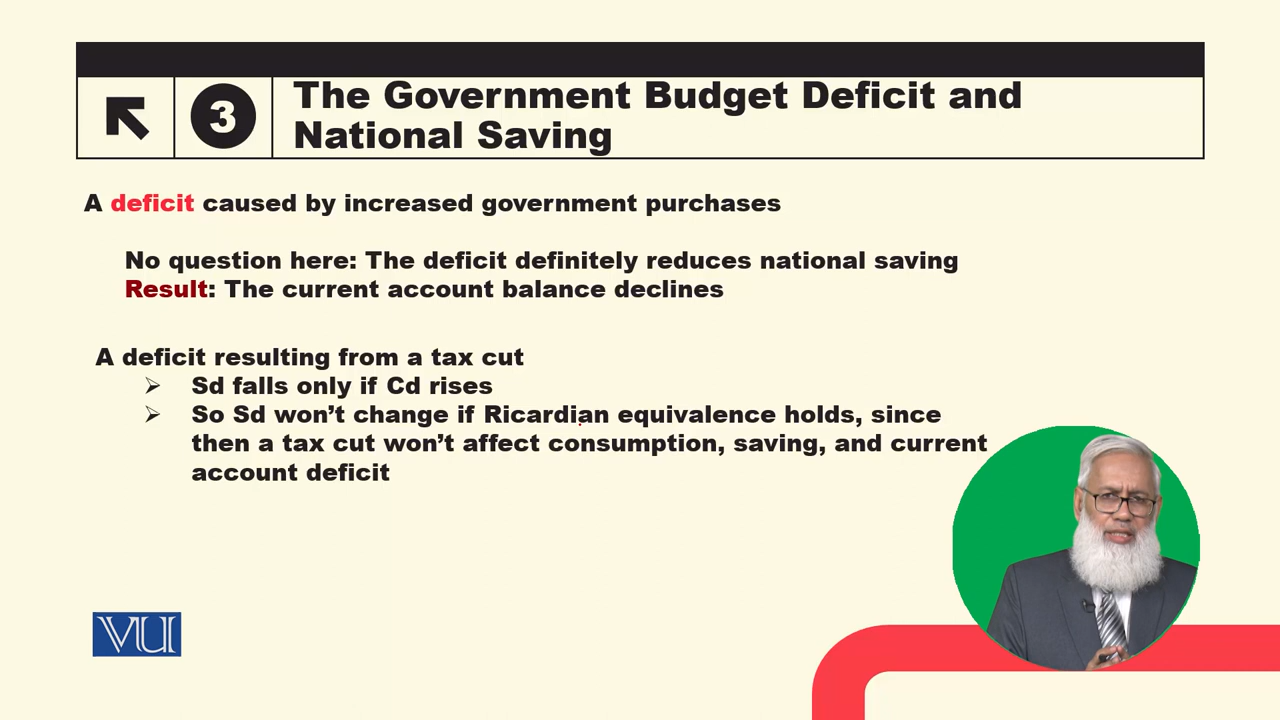 3
The Government Budget Deficit and
National Saving
A deficit caused by increased government purchases
No question here: The deficit definitely reduces national saving
Result: The current account balance declines
A deficit resulting from a tax cut
Sd falls only if Cd rises
So Sd won’t change if Ricardian equivalence holds, since
then a tax cut won’t affect consumption, saving, and current
account deficit
VU